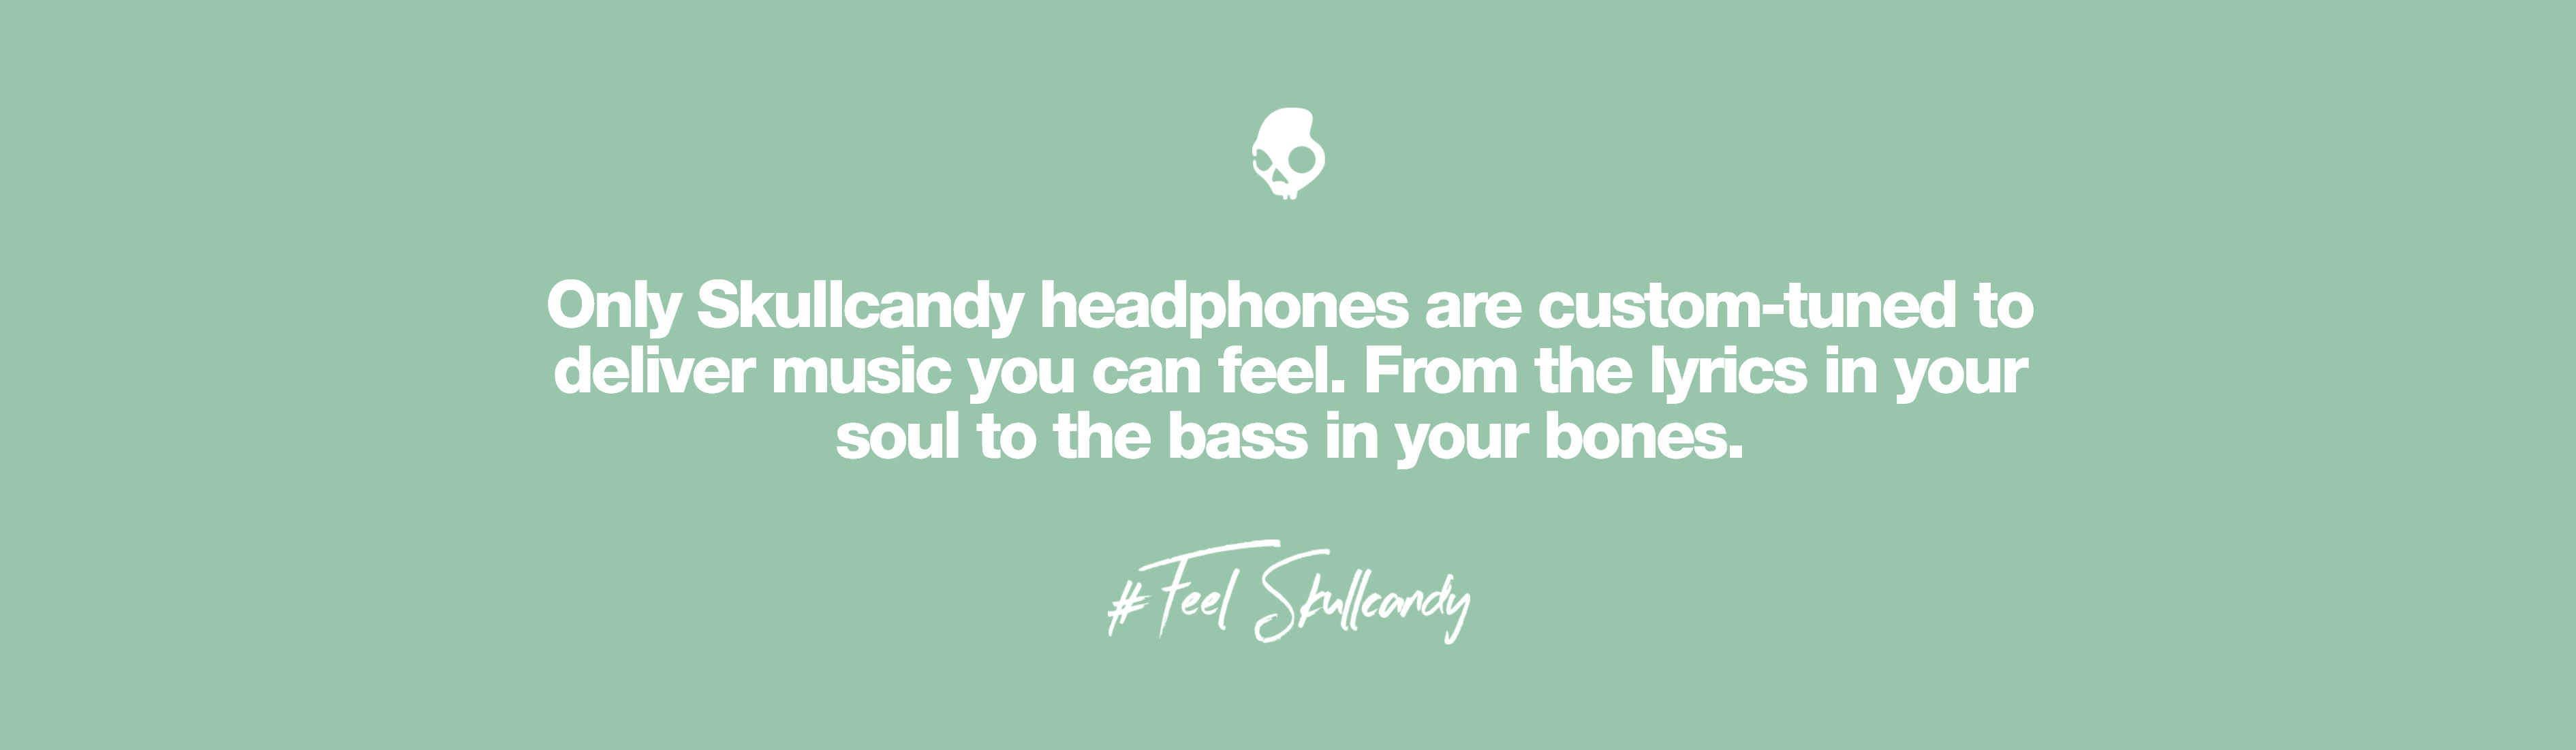 Only Skullcandy headphones are custom-tuned to
deliver music you can feel. From the lyrics in your
soul to the bass in your bones.
#Feel Skullcandy